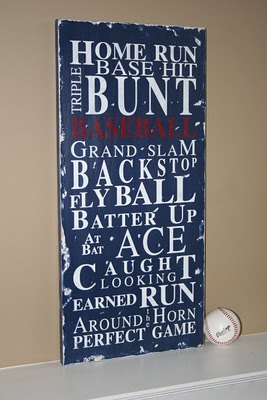 HOME RUN
BASE HIT
TRIPLE
BUNT
BASEBALL
GRAND SLAM
BACKSTOP
FLY BALL
BATTER UP
AT BAT ACE
CAUGHT
LOOKING
EARNED RUN
AROUND the HORN
PERFECT GAME